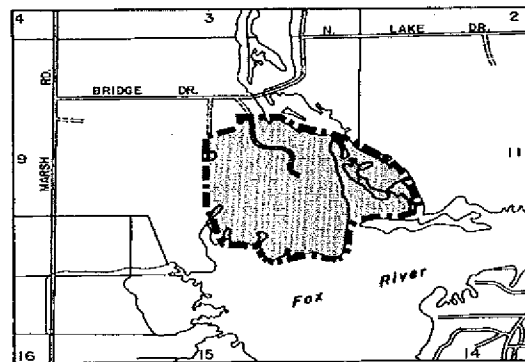 4 3 2
N. LAKE DR.
BRIDGE DR.
MARSH RD.
9 11
Fox River
16 15 14